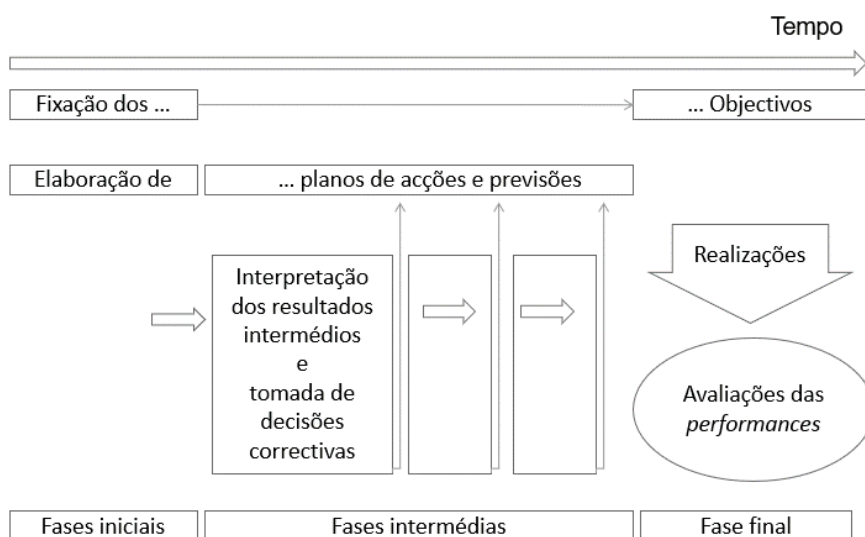 Tempo
Fixação dos ...
... Objectivos
Elaboração de
... planos de acções e previsões
Interpretação
dos resultados
intermédios
e
tomada de
decisões
correctivas
Realizações
Avaliações das
performances
Fases iniciais
Fases intermédias
Fase final